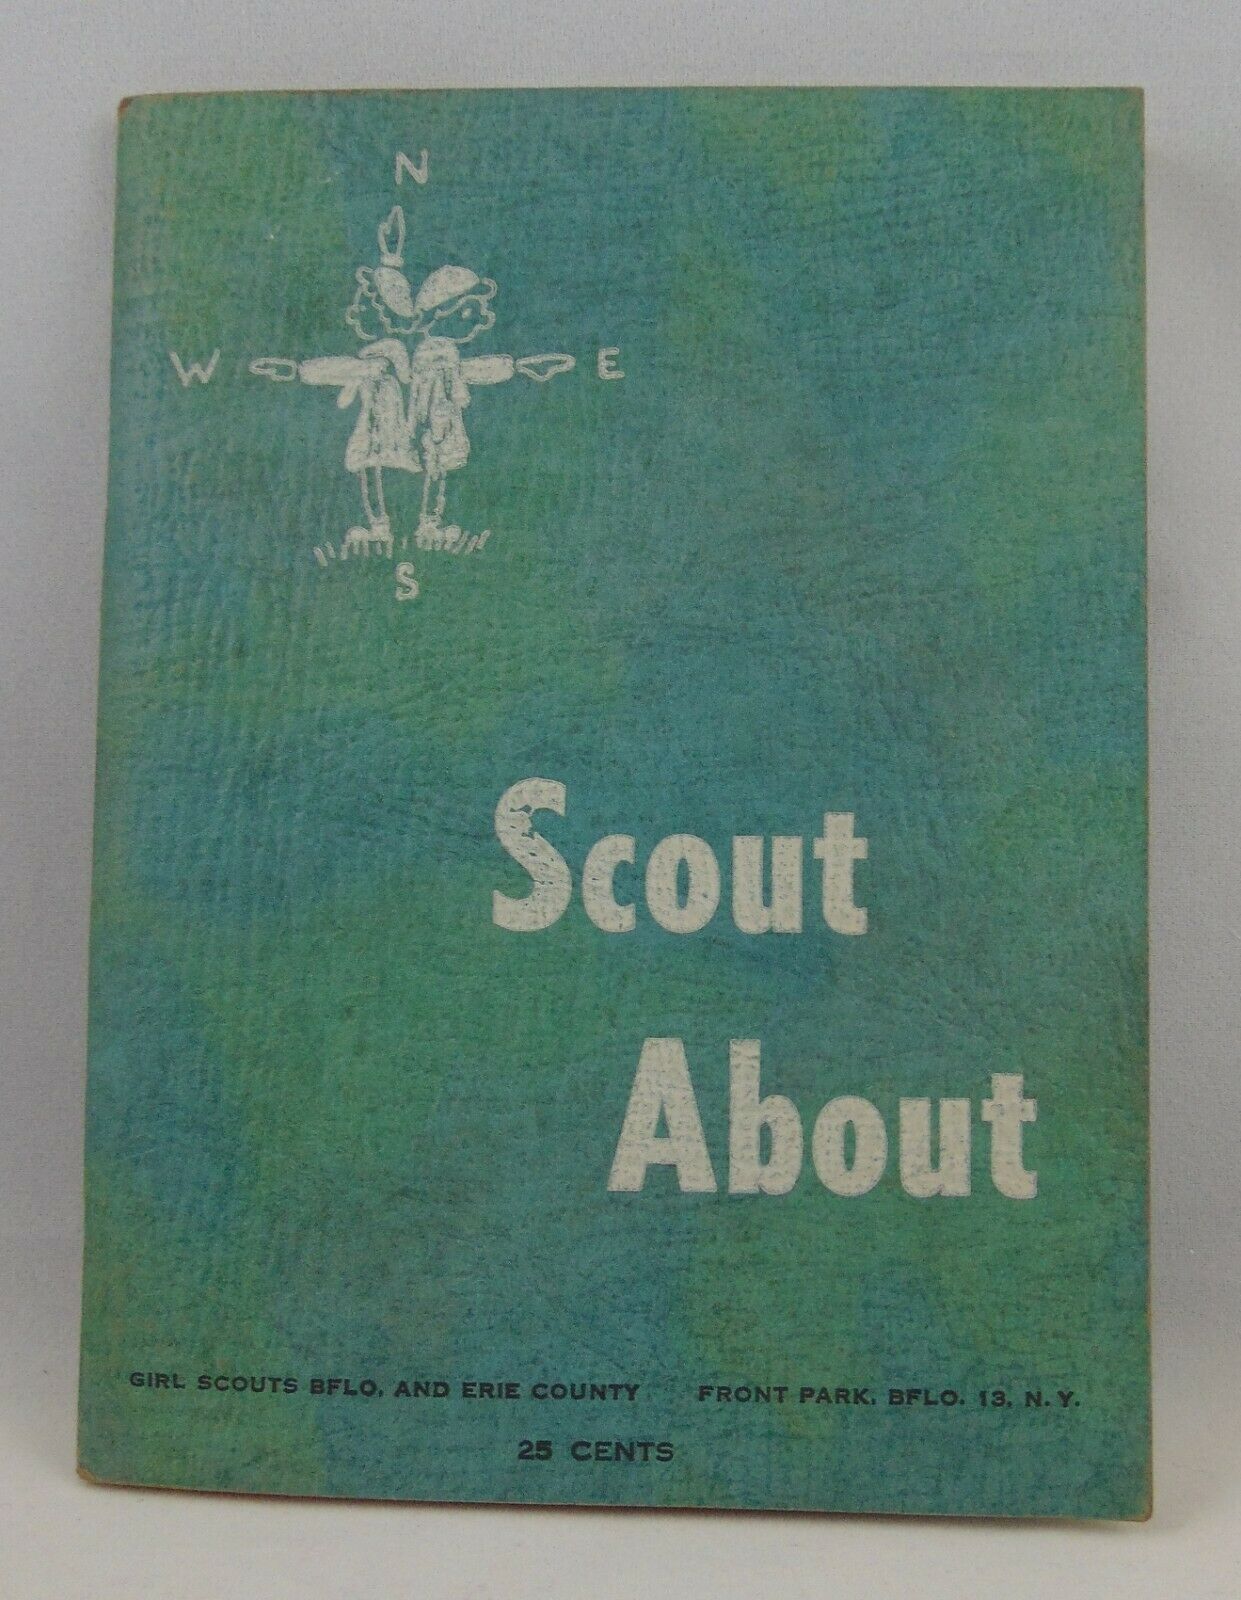 N
W E
S
Scout
About
GIRL SCOUTS BFLO, AND ERIE COUNTY FRONT PARK, BFLO. 13, N. Y.
25 CENTS